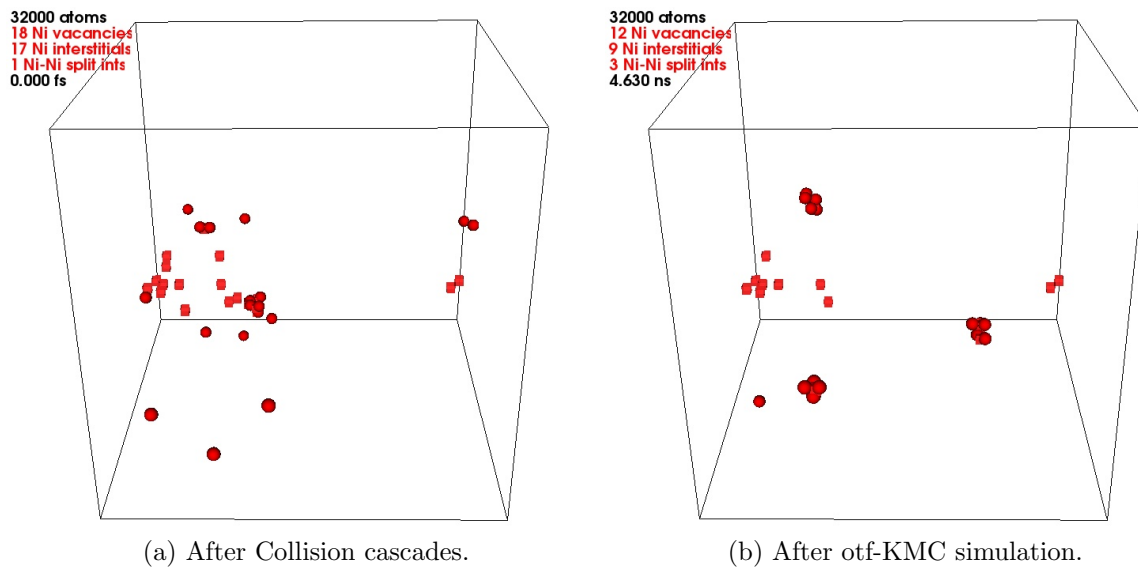 32000 atoms
18 Ni vacancies
17 Ni interstitials
1 Ni-Ni split ints
0.000 fs
32000 atoms
12 Ni vacancies
9 Ni interstitials
3 Ni-Ni split ints
4.630 ns
(a) After Collision cascades.
(b) After otf-KMC simulation.